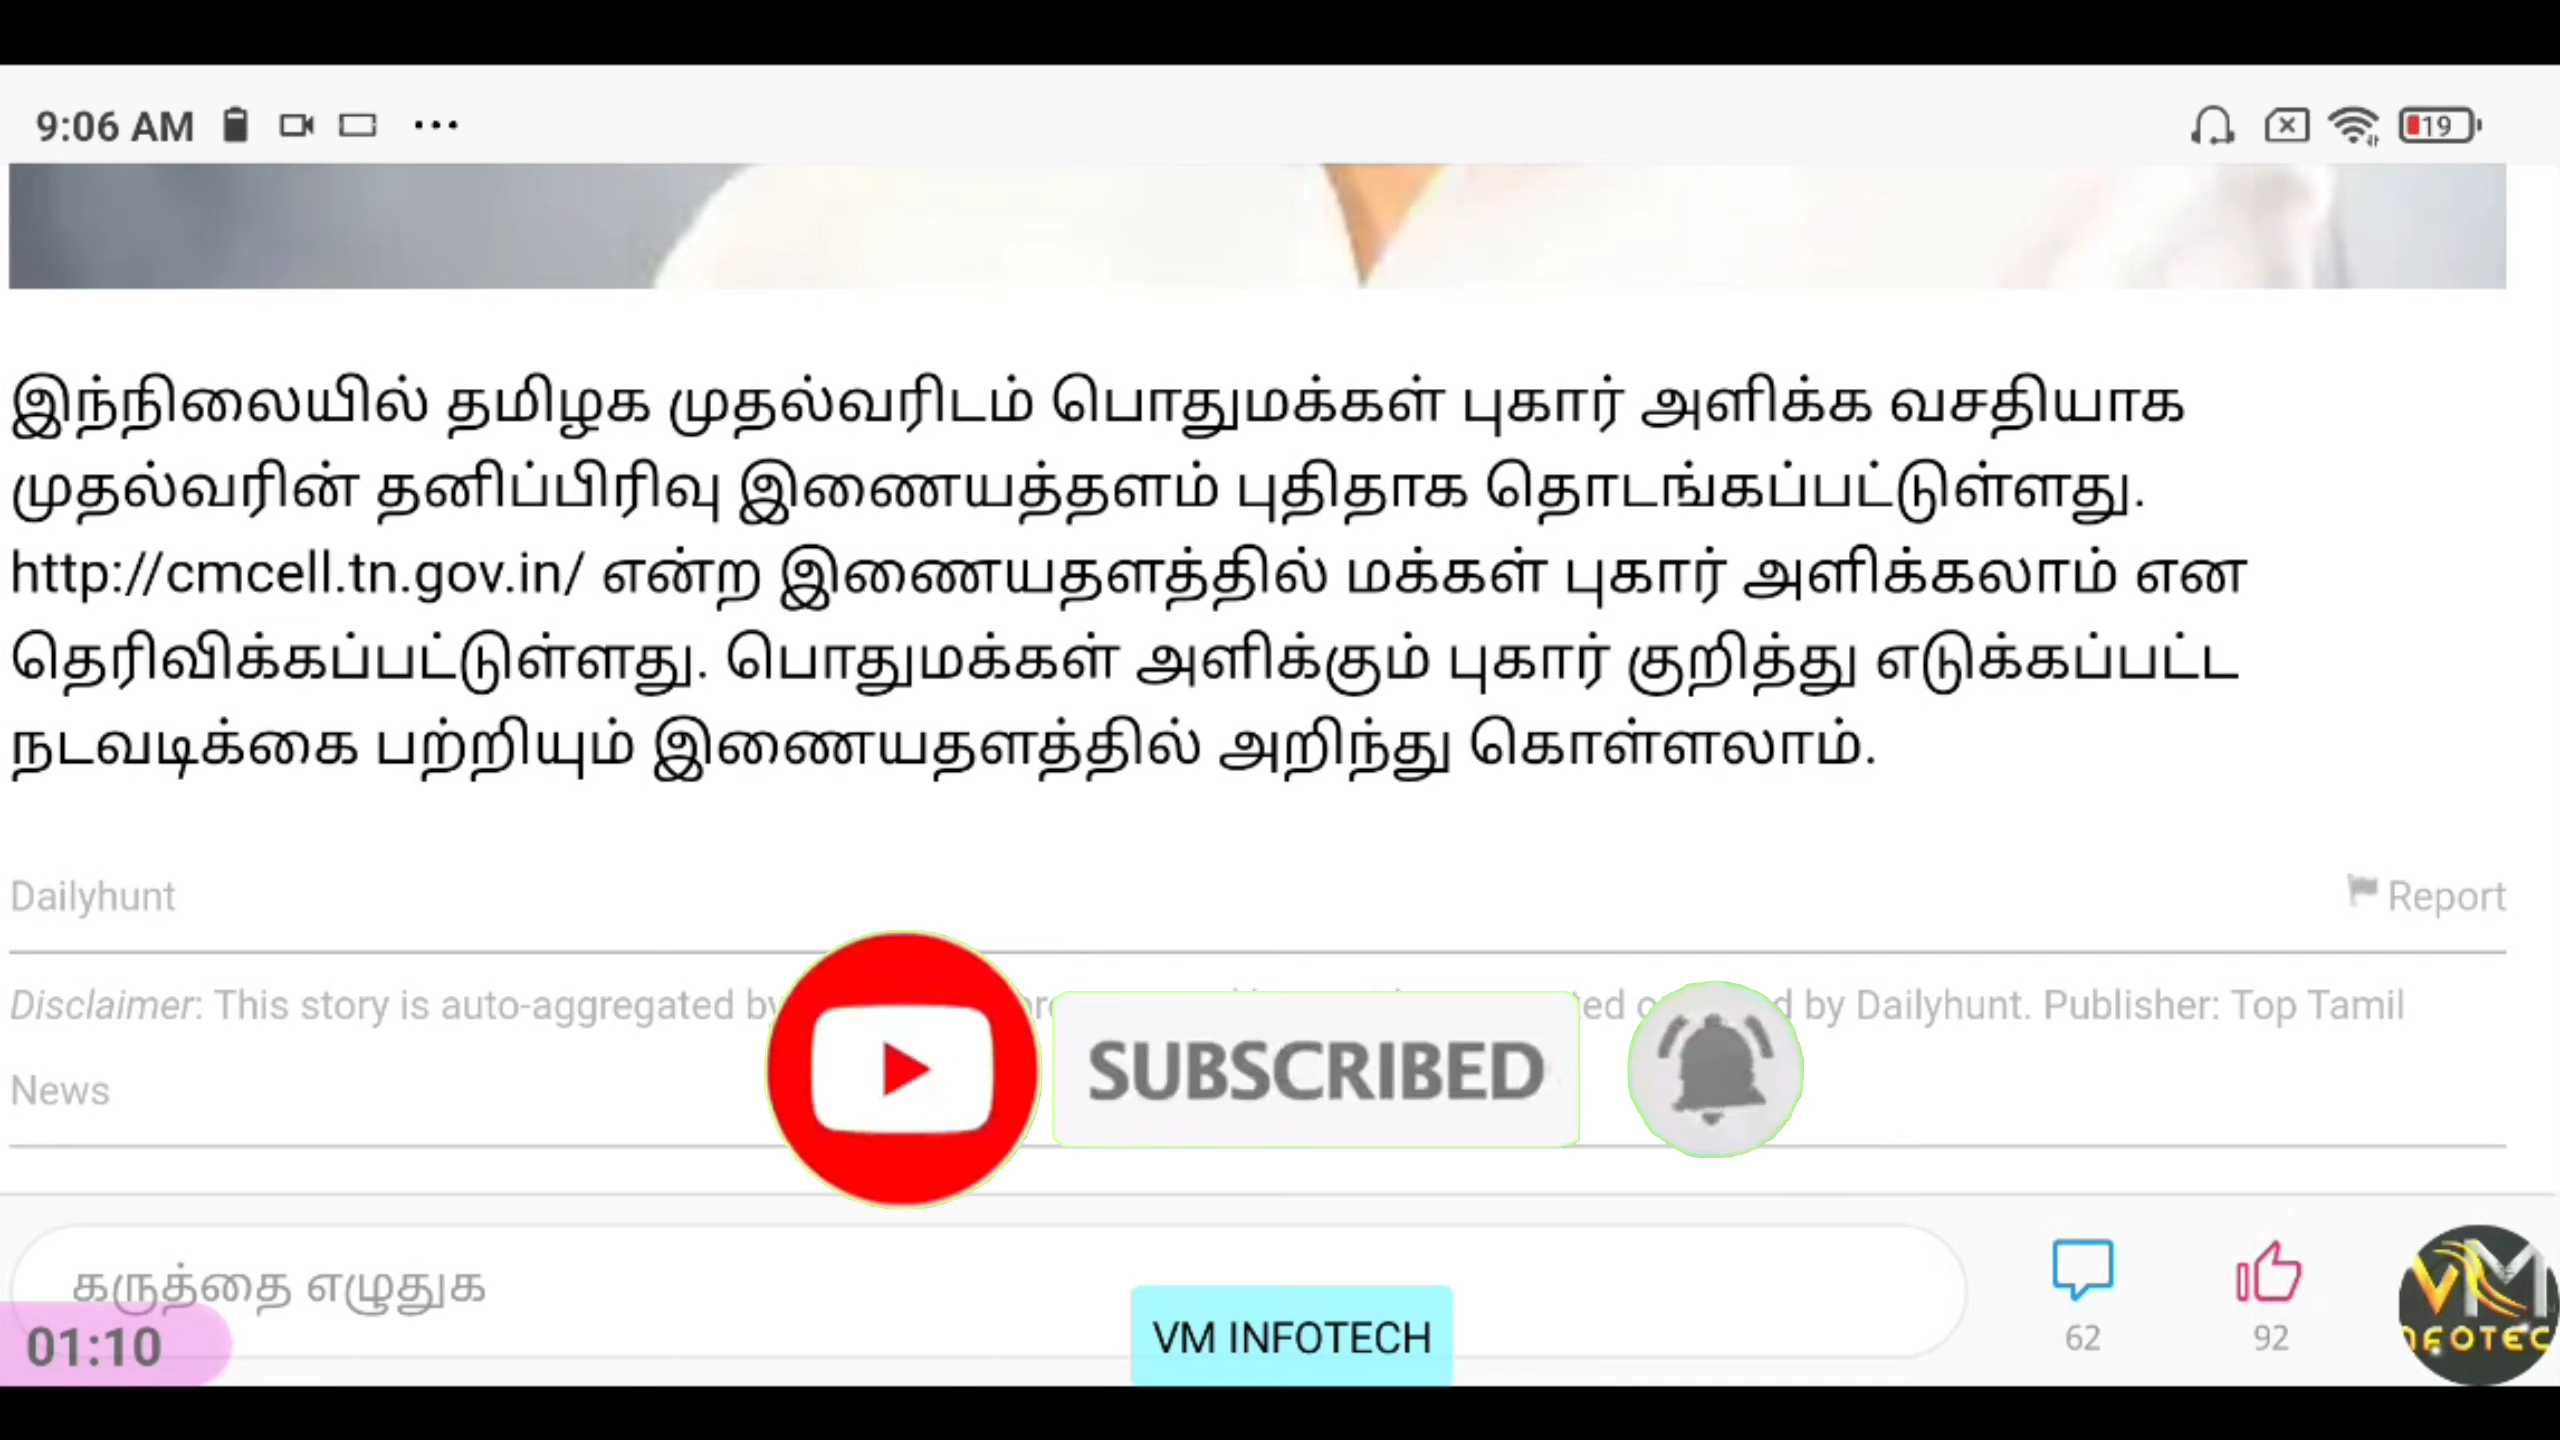 9:06 AM ...
19
இந்நிலையில் தமிழக முதல்வரிடம் பொதுமக்கள் புகார் அளிக்க வசதியாக
முதல்வரின் தனிப்பிரிவு இணையத்தளம் புதிதாக தொடங்கப்பட்டுள்ளது.
http://cmcell.tn.gov.in/ என்ற இணையதளத்தில் மக்கள் புகார் அளிக்கலாம் என
தெரிவிக்கப்பட்டுள்ளது. பொதுமக்கள் அளிக்கும் புகார் குறித்து எடுக்கப்பட்ட
நடவடிக்கை பற்றியும் இணையதளத்தில் அறிந்து கொள்ளலாம்.
Dailyhunt
Report
Disclaimer: This story is auto-aggregated by Dailyhunt. Publisher: Top Tamil
News
SUBSCRIBED
கருத்தை எழுதுக
01:10
VM INFOTECH
62
92
VM